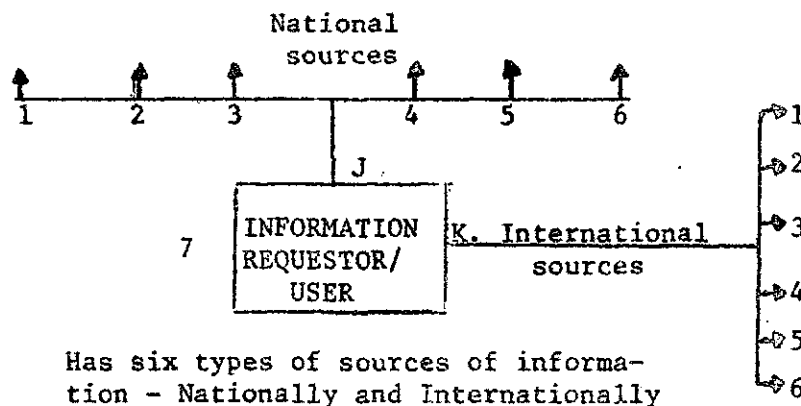 National
sources
1 2 3 4 5 6
J
7
INFORMATION
REQUESTOR/
USER
K. International
sources
1
2
3
4
5
6
Has six types of sources of informa-
tion - Nationally and Internationally